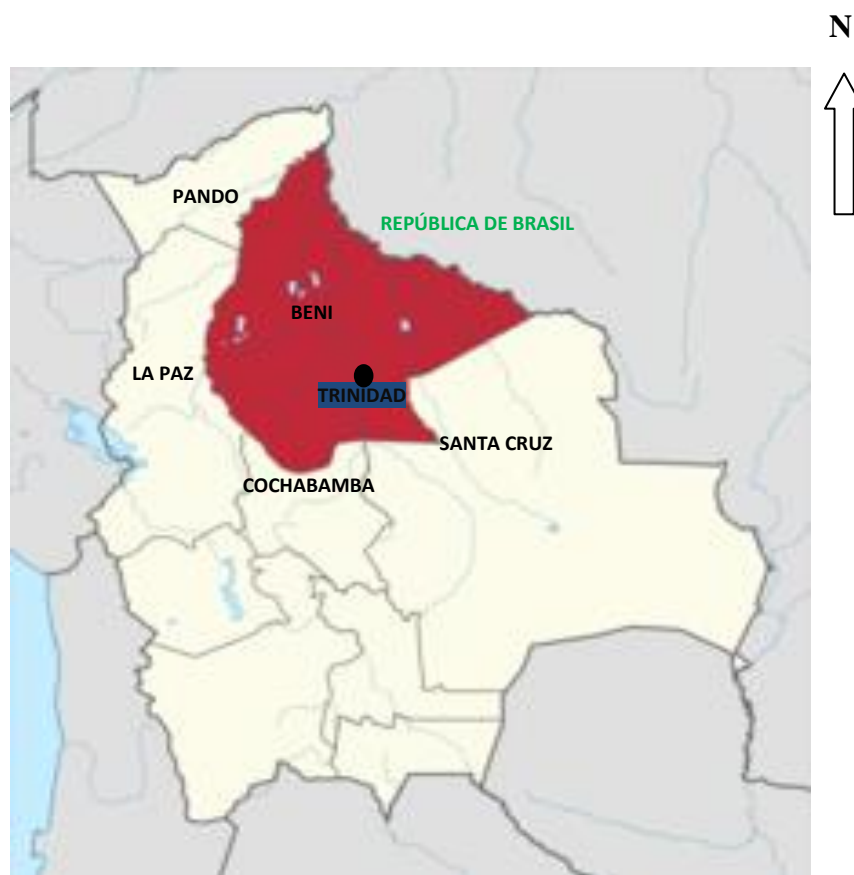 N
PANDO
REPÚBLICA DE BRASIL
BENI
LA PAZ
TRINIDAD
SANTA CRUZ
COCHABAMBA